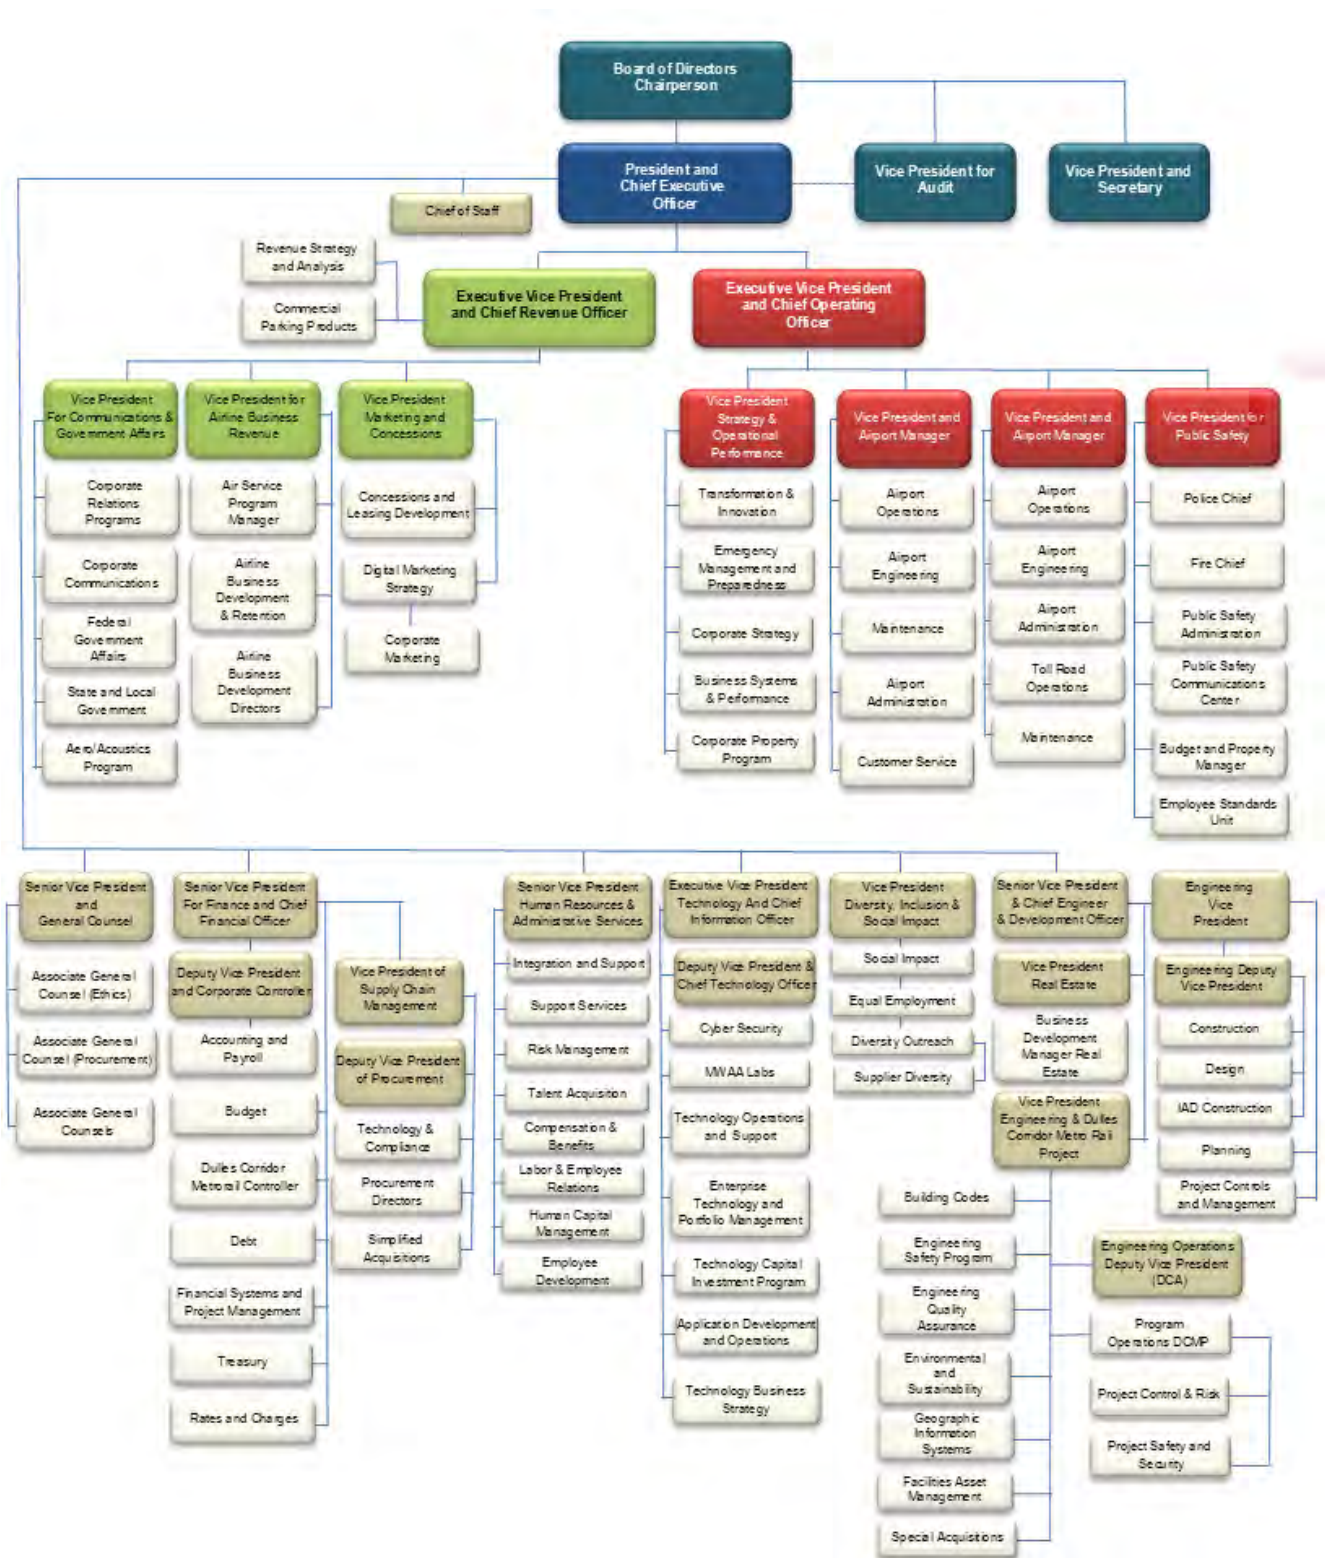 Board of Directors
Chairperson
President and
Chief Executive
Officer
Vice President for
Audit
Vice President and
Secretary
Chief of Staff
Revenue Strategy
and Analysis
Commercial
Parking Products
Executive Vice President
and Chief Revenue Officer
Executive Vice President
and Chief Operating
Officer
Vice President
For Communications &
Government Affairs
Corporate
Relations
Programs
Corporate
Communications
Federal
Government
Affairs
State and Local
Government
Aero/Acoustics
Program
Vice President for
Airline Business
Revenue
Air Service
Program
Manager
Airline
Business
Development
& Retention
Airline
Business
Development
Directors
Vice President
Marketing and
Concessions
Concessions and
Leasing Development
Digital Marketing
Strategy
Corporate
Marketing
Vice President
Strategy &
Operational
Performance
Transformation &
Innovation
Emergency
Management and
Preparedness
Corporate Strategy
Business Systems
& Performance
Corporate Property
Program
Vice President and
Airport Manager
Airport
Operations
Airport
Engineering
Maintenance
Airport
Administration
Customer Service
Vice President and
Airport Manager
Airport
Operations
Airport
Engineering
Airport
Administration
Toll Road
Operations
Maintenance
Vice President for
Public Safety
Police Chief
Fire Chief
Public Safety
Administration
Public Safety
Communications
Center
Budget and Property
Manager
Employee Standards
Unit
Senior Vice President
and
General Counsel
Associate General
Counsel (Ethics)
Associate General
Counsel (Procurement)
Associate General
Counsels
Senior Vice President
For Finance and Chief
Financial Officer
Deputy Vice President
and Corporate Controller
Accounting and
Payroll
Budget
Dulles Corridor
Metrorail Controller
Debt
Financial Systems and
Project Management
Treasury
Rates and Charges
Vice President of
Supply Chain
Management
Deputy Vice President
of Procurement
Technology &
Compliance
Procurement
Directors
Simplified
Acquisitions
Senior Vice President
Human Resources &
Administrative Services
Integration and Support
Support Services
Risk Management
Talent Acquisition
Compensation &
Benefits
Labor & Employee
Relations
Human Capital
Management
Employee
Development
Executive Vice President
Technology And Chief
Information Officer
Deputy Vice President &
Chief Technology Officer
Cyber Security
MWAA Labs
Technology Operations
and Support
Enterprise
Technology and
Portfolio Management
Technology Capital
Investment Program
Application Development
and Operations
Technology Business
Strategy
Vice President
Diversity, Inclusion &
Social Impact
Social Impact
Equal Employment
Diversity Outreach
Supplier Diversity
Senior Vice President
& Chief Engineer
& Development Officer
Vice President
Real Estate
Business
Development
Manager Real
Estate
Vice President
Engineering & Dulles
Corridor Metro Rail
Project
Building Codes
Engineering
Safety Program
Engineering
Quality
Assurance
Environmental
and
Sustainability
Geographic
Information
Systems
Facilities Asset
Management
Special Acquisitions
Engineering
Vice
President
Engineering Deputy
Vice President
Construction
Design
IAD Construction
Planning
Project Controls
and Management
Engineering Operations
Deputy Vice President
(DCA)
Program
Operations DCMP
Project Control & Risk
Project Safety and
Security